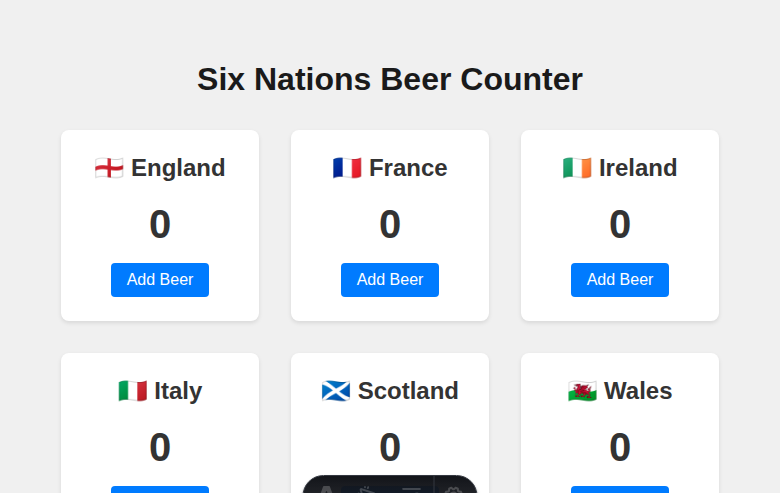 Six Nations Beer Counter
England
France
Ireland
0
0
0
Add Beer
Add Beer
Add Beer
Italy
Scotland
Wales
0
0
0